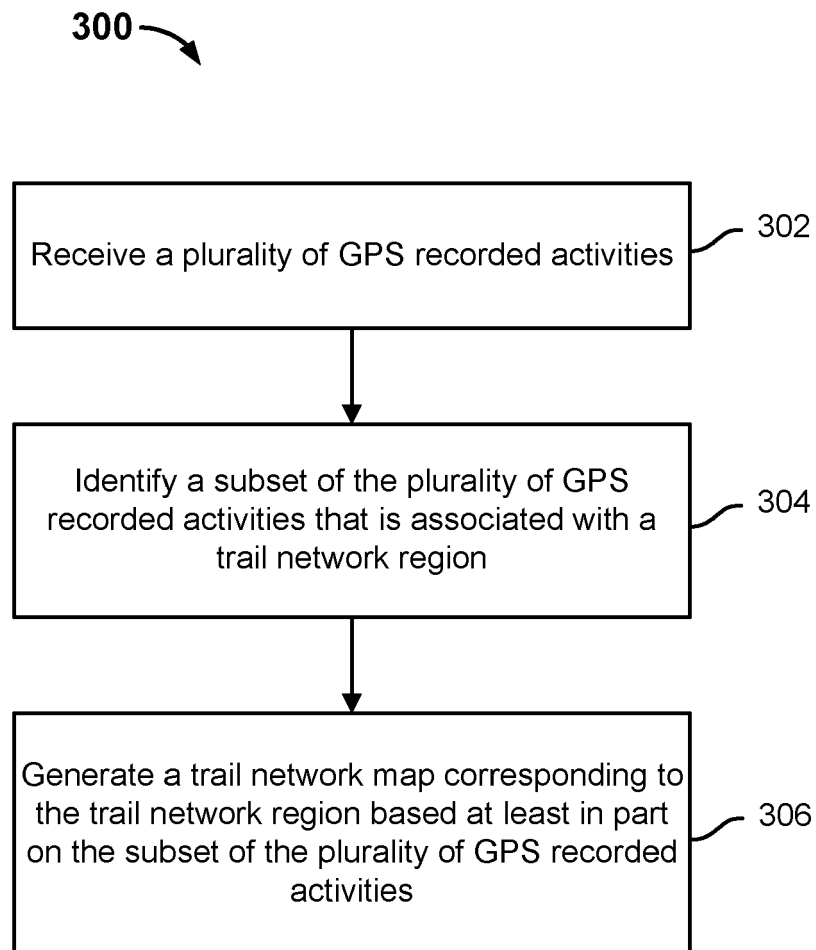 300
Receive a plurality of GPS recorded activities
302
Identify a subset of the plurality of GPS
recorded activities that is associated with a
trail network region
304
Generate a trail network map corresponding to
the trail network region based at least in part
on the subset of the plurality of GPS recorded
activities
306